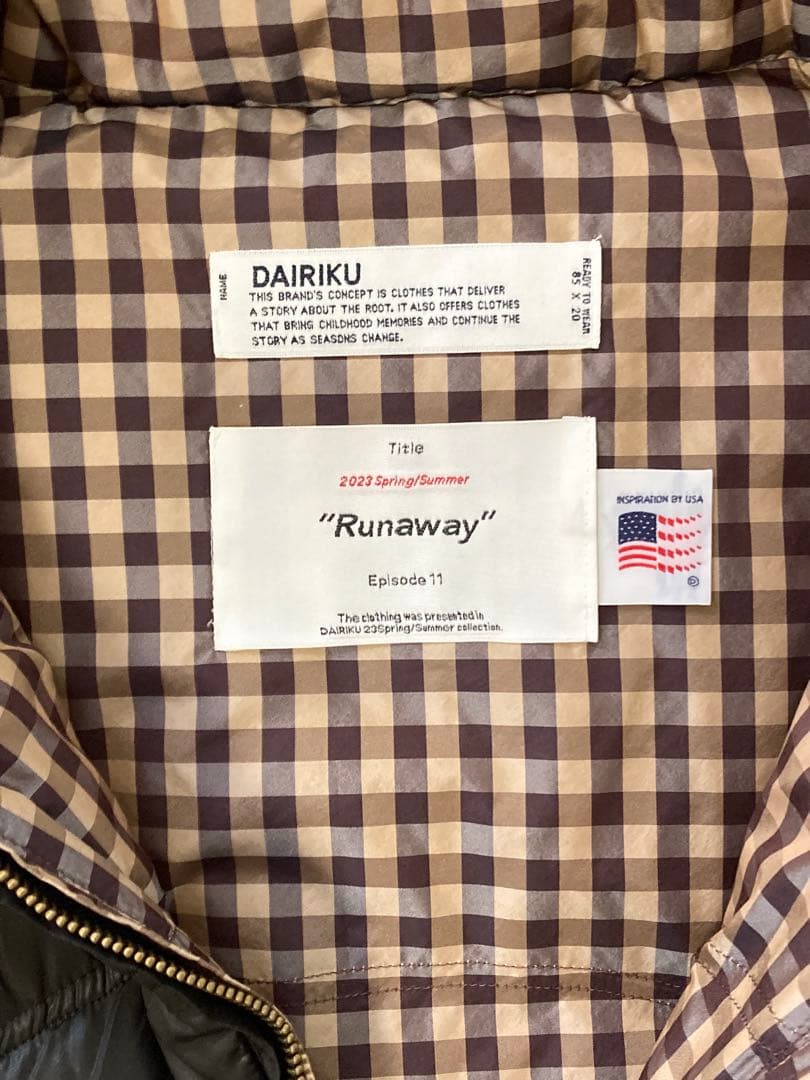 NAME
DAIRIKU
THIS BRAND'S CONCEPT IS CLOTHES THAT DELIVER
A STORY ABOUT THE ROOT. IT ALSO OFFERS CLOTHES
THAT BRING CHILDHOOD MEMORIES AND CONTINUE THE
STORY AS SEASONS CHANGE.
READY TO WEAR
85 X 20
Title
2023 Spring/Summer
"Runaway"
Episode 11
The clothing was presented in
DAIRIKU 23Spring/Summer collection.
INSPIRATION BY USA